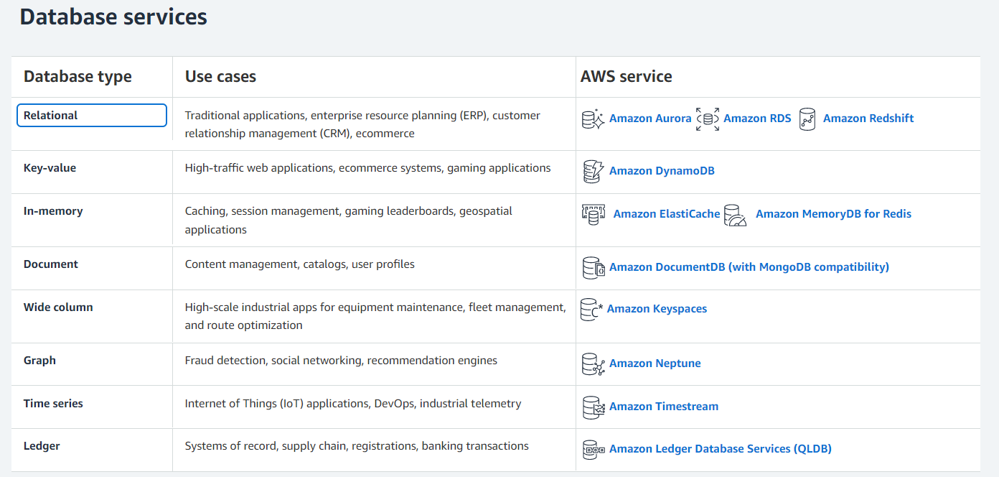 Database services
Database type Use cases AWS service
Relational
Traditional applications, enterprise resource planning (ERP), customer
relationship management (CRM), ecommerce
Amazon Aurora Amazon RDS Amazon Redshift
Key-value
High-traffic web applications, ecommerce systems, gaming applications
Amazon DynamoDB
In-memory
Caching, session management, gaming leaderboards, geospatial
applications
Amazon ElastiCache Amazon MemoryDB for Redis
Document
Content management, catalogs, user profiles
Amazon DocumentDB (with MongoDB compatibility)
Wide column
High-scale industrial apps for equipment maintenance, fleet management,
and route optimization
Amazon Keyspaces
Graph
Fraud detection, social networking, recommendation engines
Amazon Neptune
Time series
Internet of Things (IoT) applications, DevOps, industrial telemetry
Amazon Timestream
Ledger
Systems of record, supply chain, registrations, banking transactions
Amazon Ledger Database Services (QLDB)